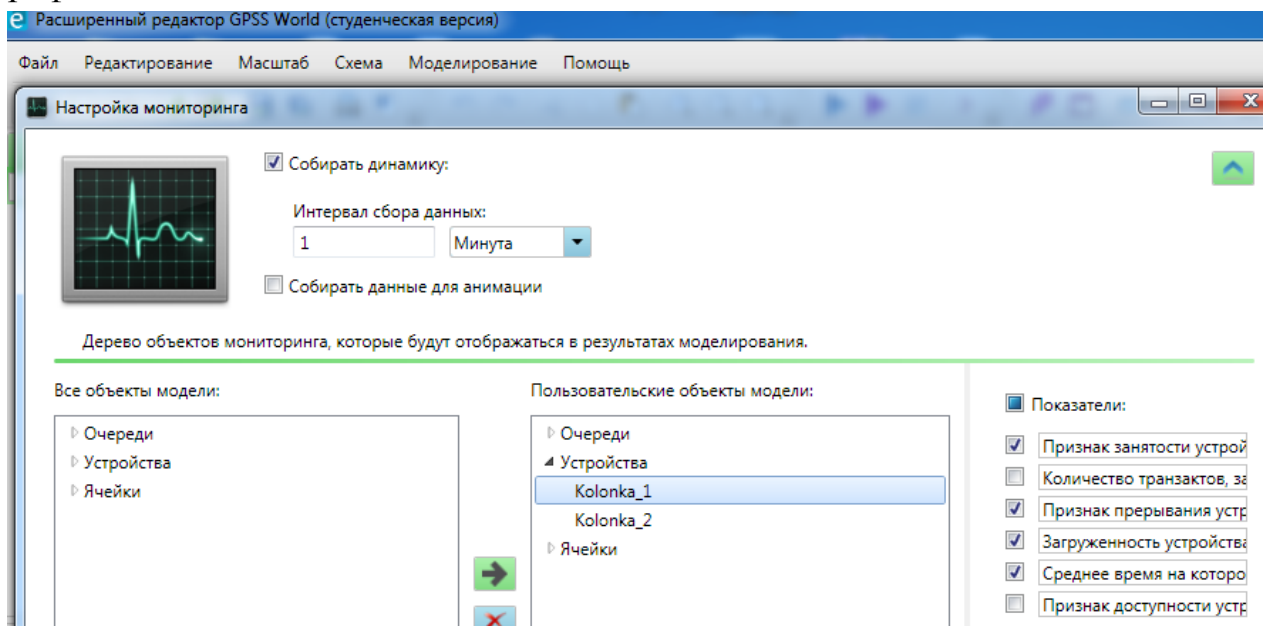 Расширенный редактор GPSS World (студенческая версия)
Файл Редактирование Масштаб Схема Моделирование Помощь
Настройка мониторинга
Собирать динамику:
Интервал сбора данных:
1 Минута
Собирать данные для анимации
Дерево объектов мониторинга, которые будут отображаться в результатах моделирования.
Все объекты модели:
Очереди
Устройства
Ячейки
Пользовательские объекты модели:
Очереди
Устройства
Kolonka_1
Kolonka_2
Ячейки
Показатели:
Признак занятости устрой
Количество транзактов, за
Признак прерывания устр
Загруженность устройства
Среднее время на которо
Признак доступности устр